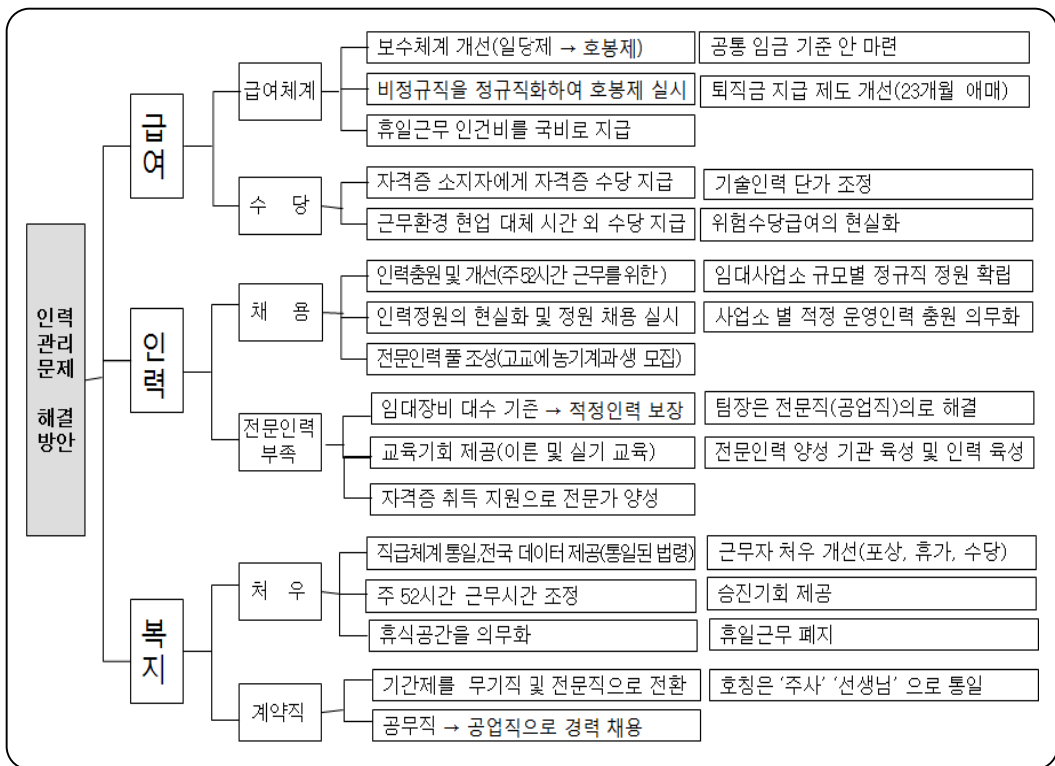 인력
관리
문제
해결
방안
급
여
급여체계
보수체계 개선(일당제 → 호봉제)
공통 임금 기준 안 마련
비정규직을 정규직화하여 호봉제 실시
퇴직금 지급 제도 개선(23개월 애매)
휴일근무 인건비를 국비로 지급
수 당
자격증 소지자에게 자격증 수당 지급
기술인력 단가 조정
근무환경 현업 대체 시간 외 수당 지급
위험수당급여의 현실화
인
력
채 용
인력충원 및 개선(주52시간 근무를 위한)
임대사업소 규모별 정규직 정원 확립
인력정원의 현실화 및 정원 채용 실시
사업소 별 적정 운영인력 충원 의무화
전문인력 풀 조성(고교에 농기계과 생 모집)
전문인력
부족
임대장비 대수 기준 → 적정인력 보장
팀장은 전문직(공업직)의로 해결
교육기회 제공(이른 및 실기 교육)
전문인력 양성 기관 육성 및 인력 육성
자격증 취득 지원으로 전문가 양성
복
지
처 우
직급체계 통일,전국 데이터 제공(통일된 법령)
근무자 처우 개선(포상, 휴가, 수당)
주 52시간 근무시간 조정
승진기회 제공
휴식공간을 의무화
휴일근무 폐지
계약직
기간제를 무기직 및 전문직으로 전환
호칭은 ‘주사’ ‘선생님’ 으로 통일
공무직 → 공업직으로 경력 채용